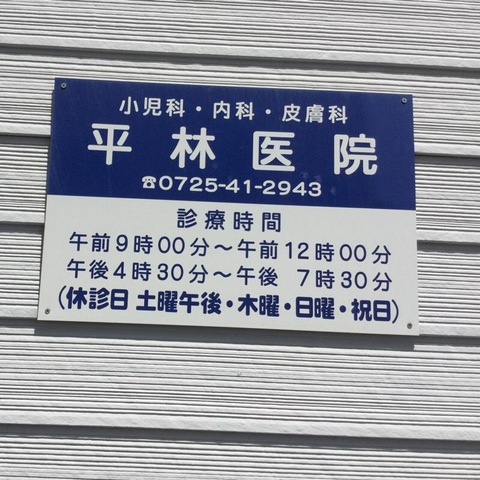 小児科・内科・皮膚科
平林医院
☎0725-41-2943
診療時間
午前9時00分～午前12時00分
午後4時30分～午後 7時30分
(休診日 土曜午後・木曜・日曜・祝日)